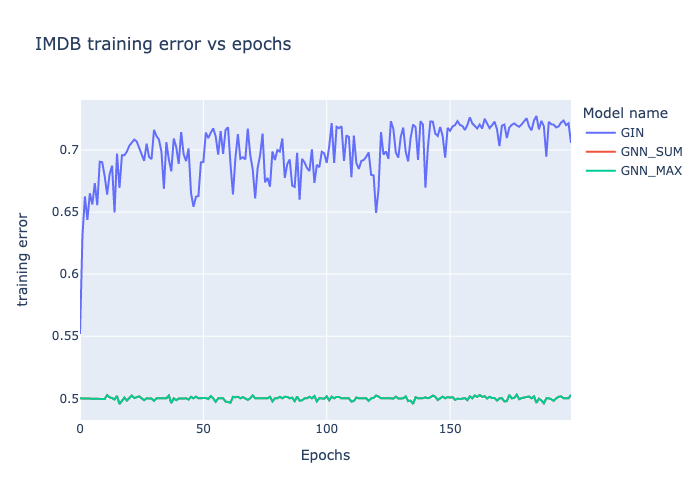 IMDB training error vs epochs
Model name
GIN
GNN_SUM
GNN_MAX
training error
0.7
0.65
0.6
0.55
0.5
0
50
100
150
Epochs